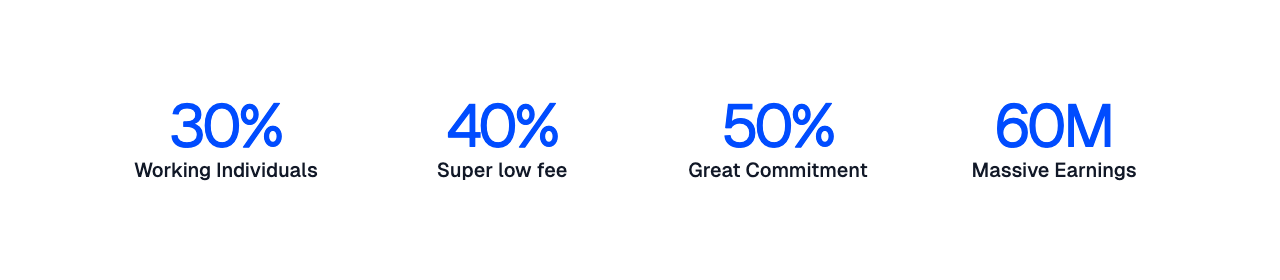 30% 40% 50% 60M
Working Individuals Super low fee Great Commitment Massive Earnings